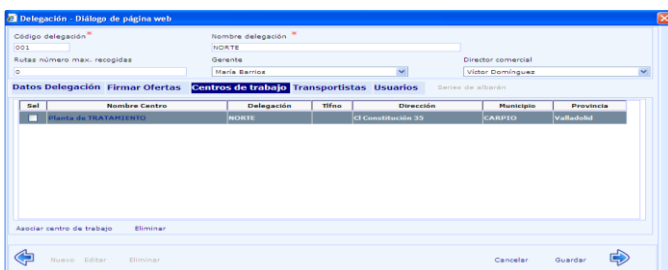 Delegación - Diálogo de página web
Código delegación * Nombre delegación *
001 NORTE
Rutas número max. recogidas Gerente Director comercial
0 María Barrios Víctor Domínguez
Datos Delegación Firmar Ofertas Centros de trabajo Transportistas Usuarios Series de albarán
Sel Nombre Centro Delegación Tlfno Dirección Municipio Provincia
Planta de TRATAMIENTO NORTE Cl Constitución 35 CARPIO Valladolid
Asociar centro de trabajo Eliminar
Nuevo Editar Eliminar Cancelar Guardar